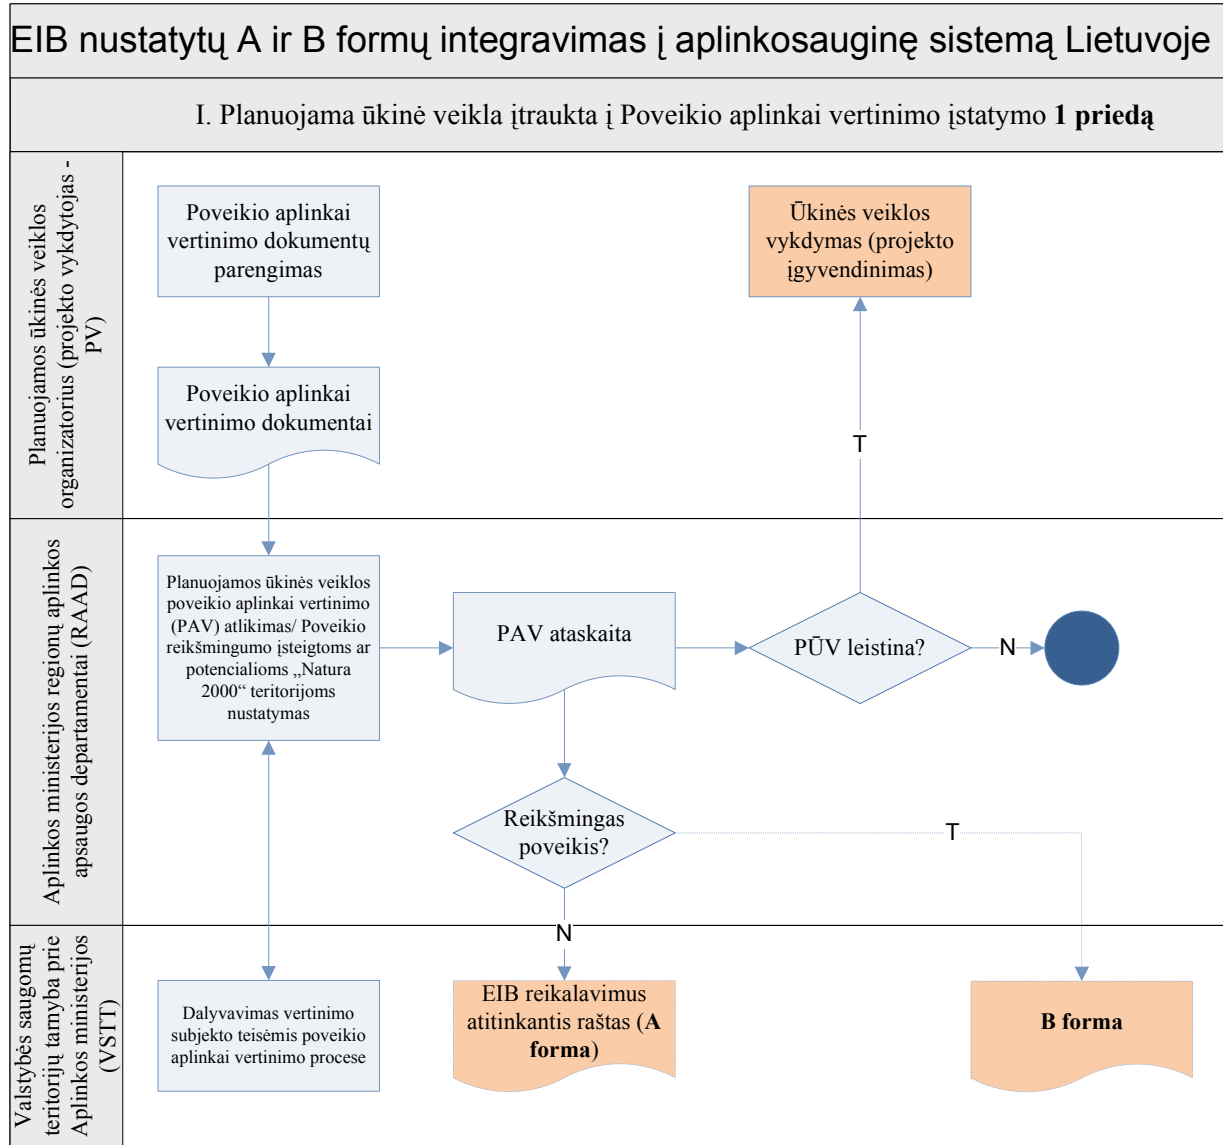 EIB nustatytų A ir B formų integravimas į aplinkosauginę sistemą Lietuvoje
I. Planuojama ūkinė veikla įtraukta į Poveikio aplinkai vertinimo įstatymo 1 priedą
Planuojamos ūkinės veiklos
organizatorius (projekto vykdytojas -
PV)
Poveikio aplinkai
vertinimo dokumentų
parengimas
Ūkinės veiklos
vykdymas (projekto
įgyvendinimas)
Poveikio aplinkai
vertinimo dokumentai
T
Aplinkos ministerijos regionų aplinkos
apsaugos departamentai (RAAD)
Planuojamos ūkinės veiklos
poveikio aplinkai vertinimo
(PAV) atlikimas/ Poveikio
reikšmingumo įsteigtoms ar
potencialioms „Natura
2000“ teritorijoms
nustatymas
PAV ataskaita
PŪV leistina?
N
Reikšmingas
poveikis?
T
N
Valstybės saugomų
teritorijų tarnyba prie
Aplinkos ministerijos
(VSTT)
Dalyvavimas vertinimo
subjekto teisėmis poveikio
aplinkai vertinimo procese
EIB reikalavimus
atitinkantis raštas (A
forma)
B forma